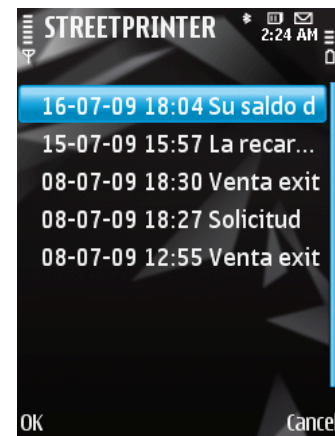 STREETPRINTER
2:24 AM
16-07-09 18:04 Su saldo d
15-07-09 15:57 La recar...
08-07-09 18:30 Venta exit
08-07-09 18:27 Solicitud
08-07-09 12:55 Venta exit
OK Cance